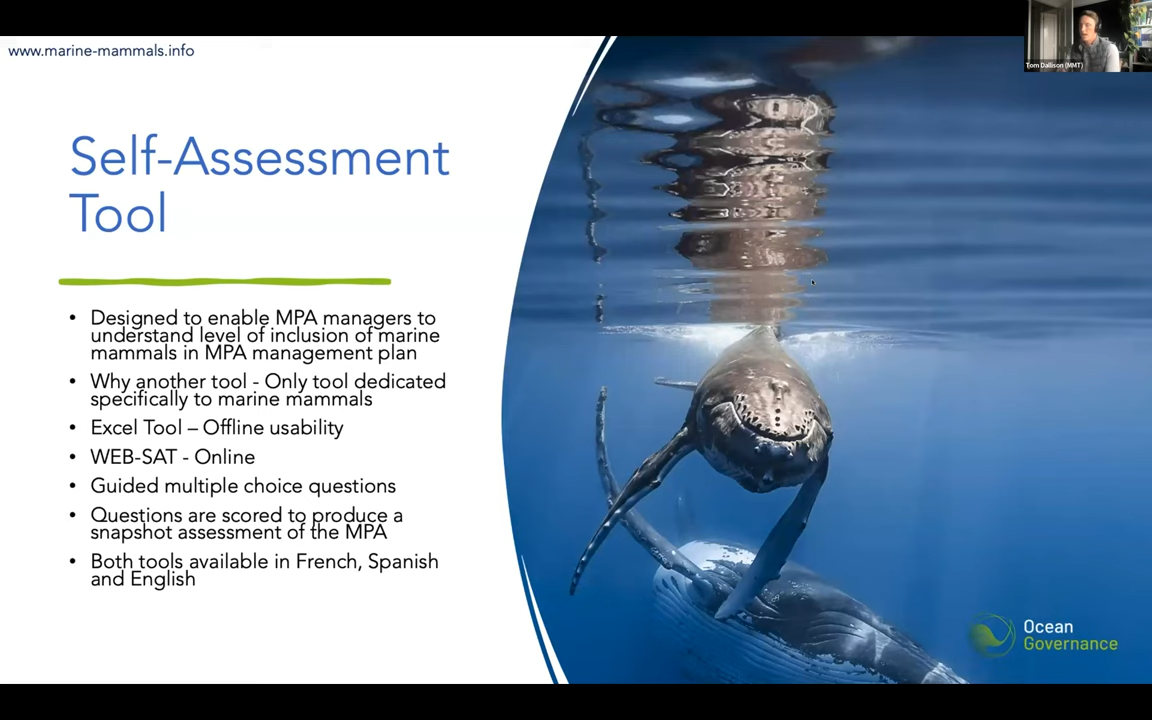 www.marine-mammals.info
Tom Dallison (MMT)
Self-Assessment
Tool
• Designed to enable MPA managers to
understand level of inclusion of marine
mammals in MPA management plan
• Why another tool - Only tool dedicated
specifically to marine mammals
• Excel Tool – Offline usability
• WEB-SAT - Online
• Guided multiple choice questions
• Questions are scored to produce a
snapshot assessment of the MPA
• Both tools available in French, Spanish
and English
Ocean
Governance